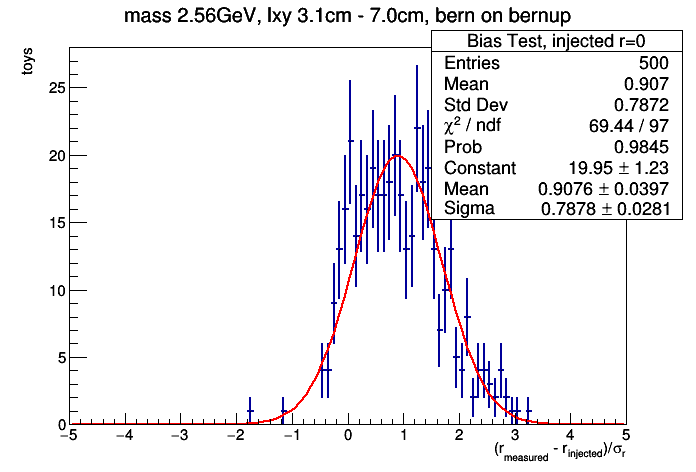 mass 2.56GeV, lxy 3.1cm - 7.0cm, bern on bernup
Bias Test, injected r=0
Entries 500
Mean 0.907
Std Dev 0.7872
χ² / ndf 69.44 / 97
Prob 0.9845
Constant 19.95 ± 1.23
Mean 0.9076 ± 0.0397
Sigma 0.7878 ± 0.0281
toys
25
20
15
10
5
0
−5 −4 −3 −2 −1 0 1 2 3 4 5
(r_measured - r_injected)/σ_r